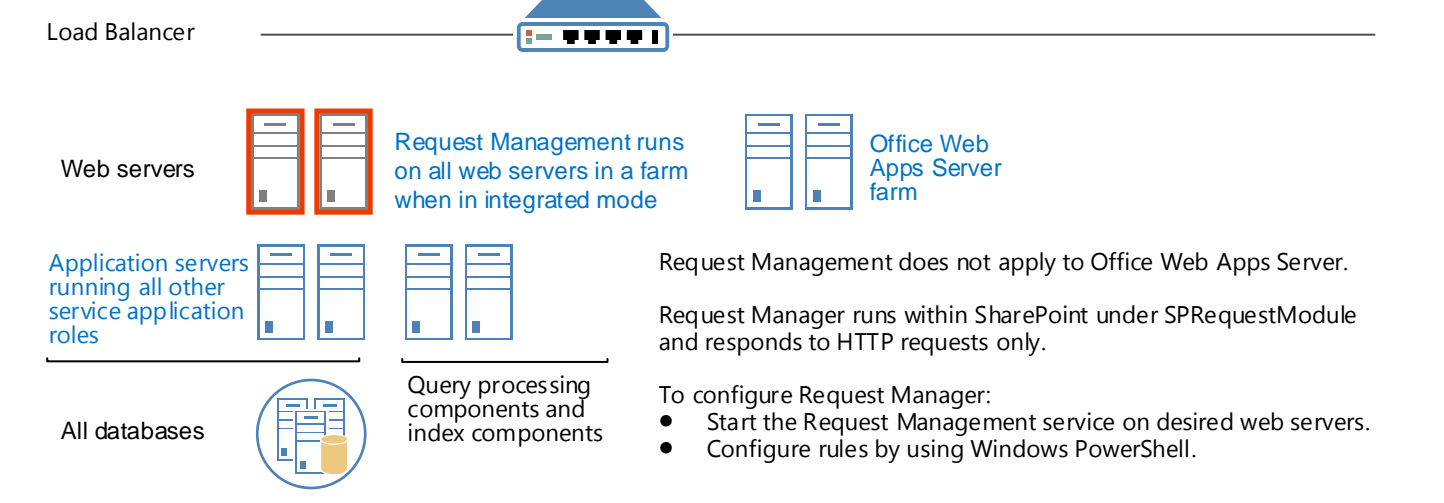 Load Balancer
Web servers
Request Management runs
on all web servers in a farm
when in integrated mode
Office Web
Apps Server
farm
Application servers
running all other
service application
roles
Request Management does not apply to Office Web Apps Server.
Request Manager runs within SharePoint under SPRequestModule
and responds to HTTP requests only.
Query processing
components and
index components
To configure Request Manager:
● Start the Request Management service on desired web servers.
● Configure rules by using Windows PowerShell.
All databases